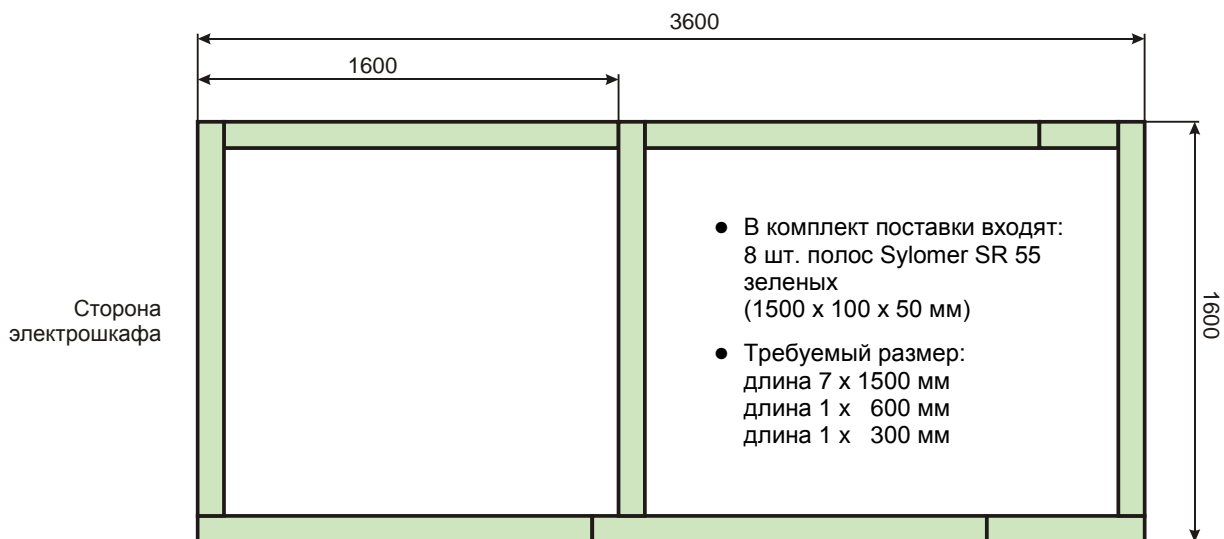 3600
1600
● В комплект поставки входят:
8 шт. полос Sylomer SR 55
зеленых
(1500 x 100 x 50 мм)
Сторона
электрошкафа
1600
● Требуемый размер:
длина 7 x 1500 мм
длина 1 x   600 мм
длина 1 x   300 мм